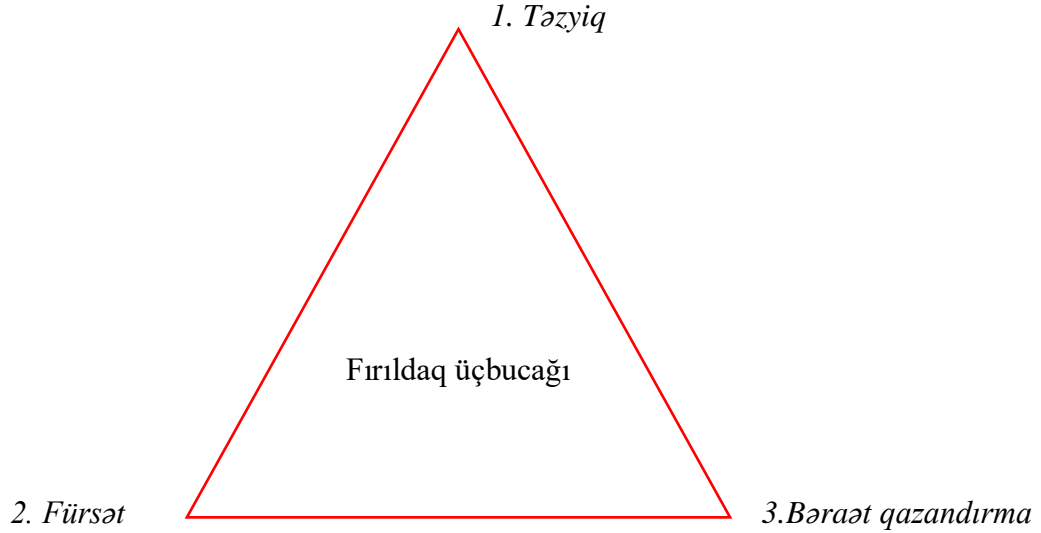 1. Təzyiq
Fırıldaq üçbucağı
2. Fürsət
3.Bəraət qazandırma